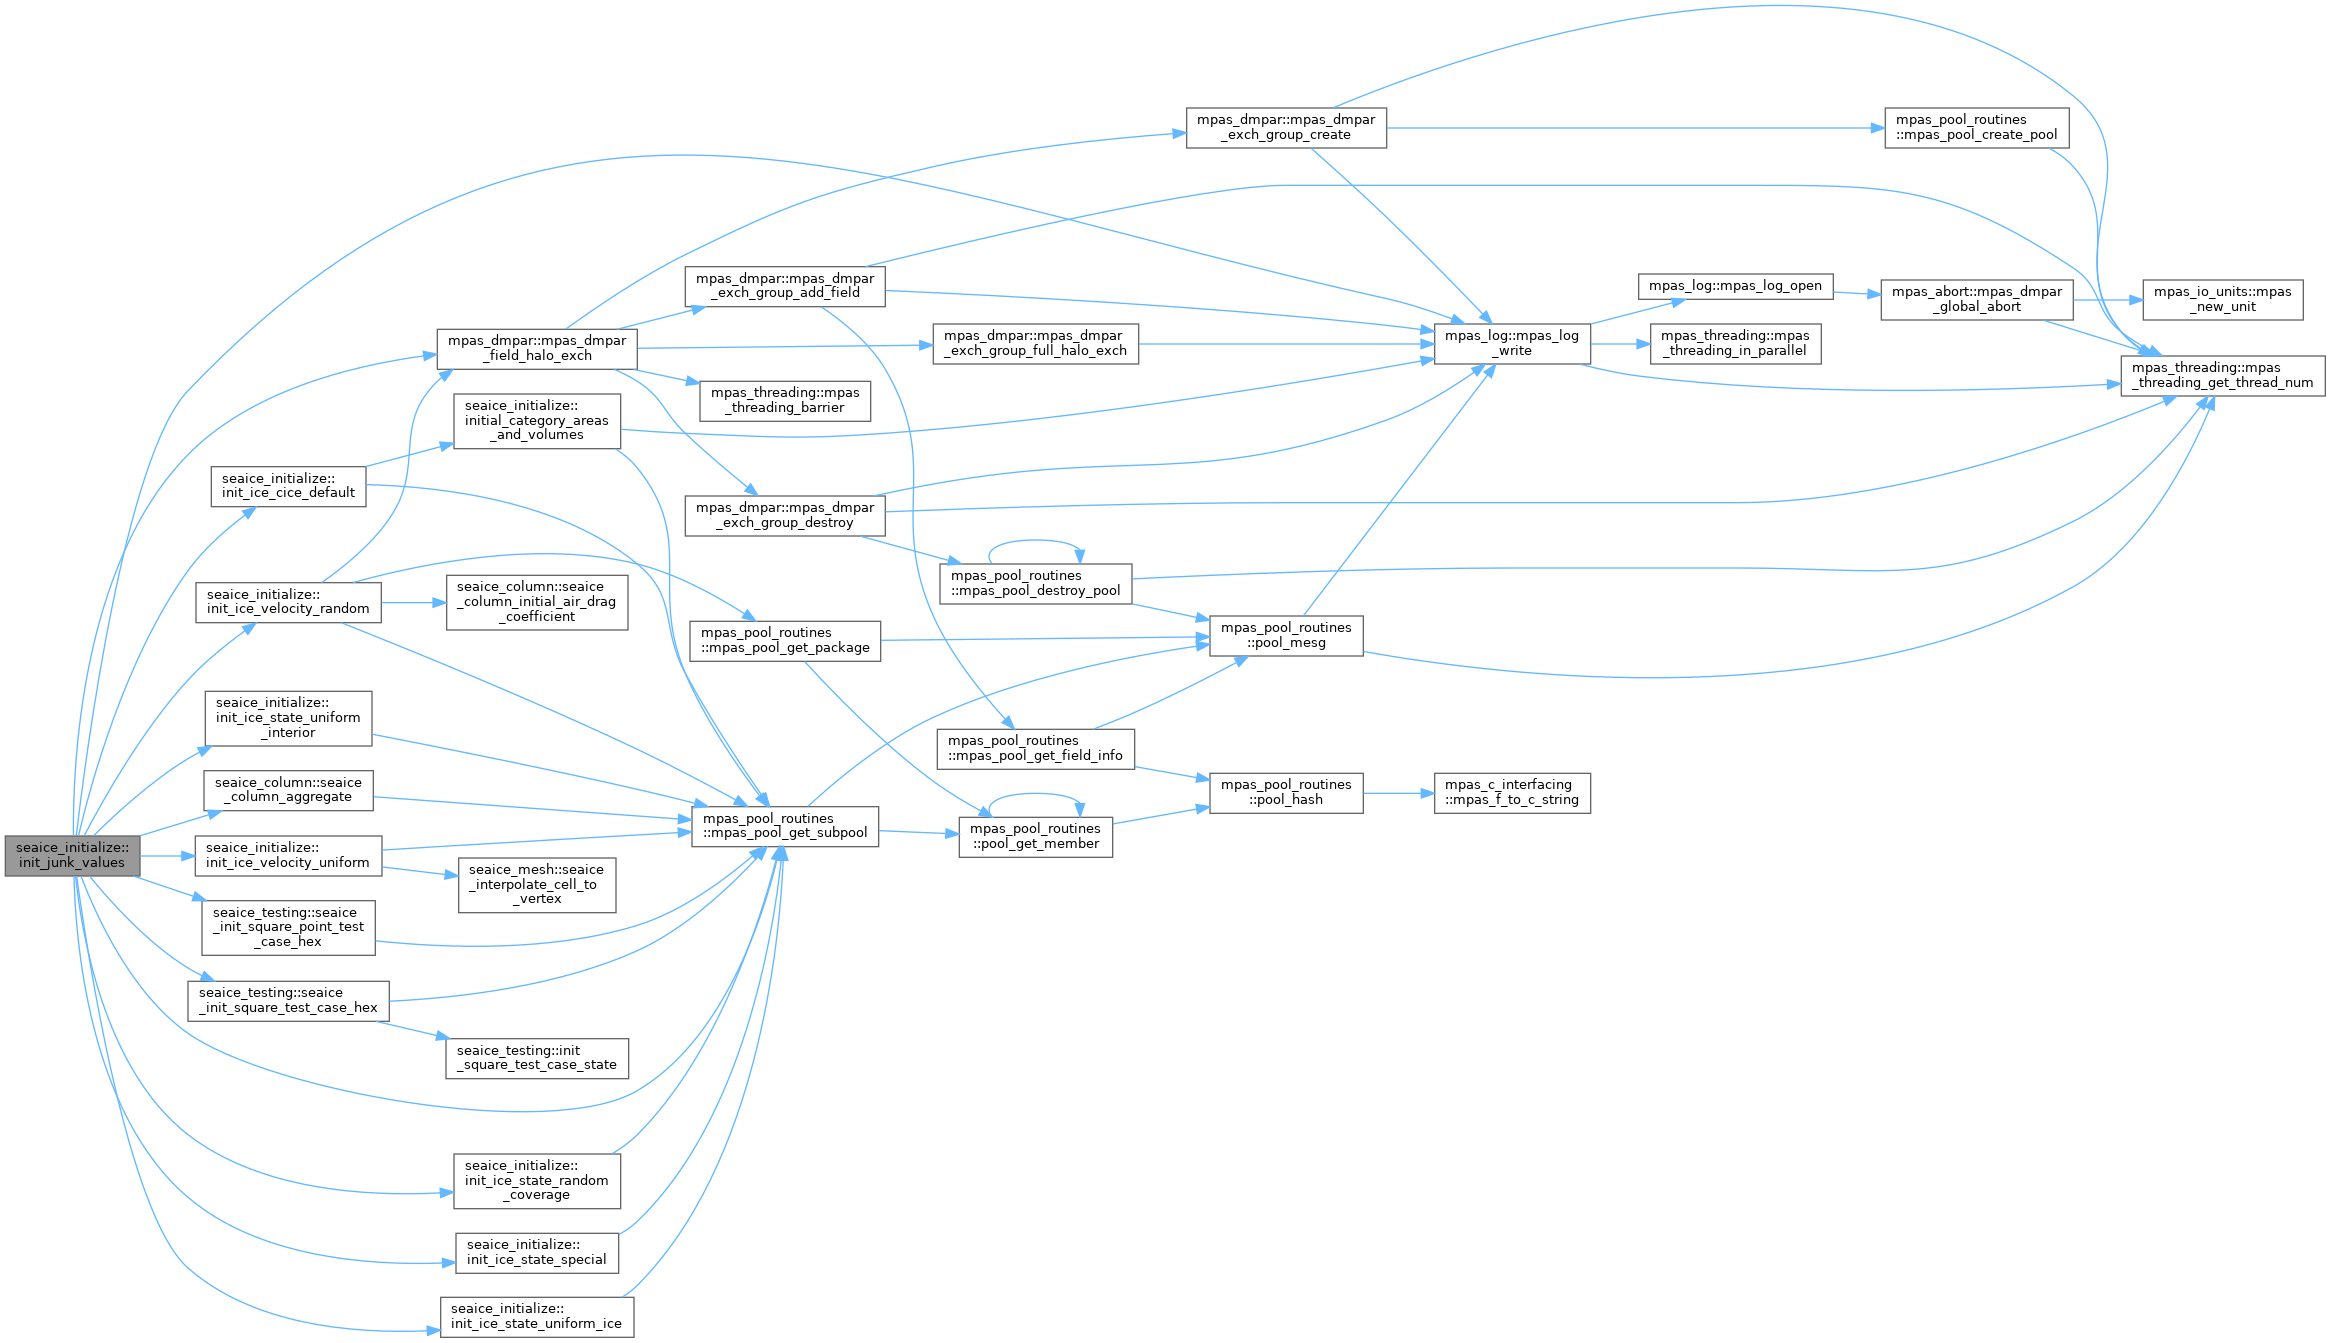 seaice_initialize::
init_junk_values
seaice_initialize::
init_ice_cice_default
seaice_initialize::
init_ice_velocity_random
seaice_initialize::
init_ice_state_uniform
_interior
seaice_column::seaice
_column_aggregate
seaice_initialize::
init_ice_velocity_uniform
seaice_testing::seaice
_init_square_point_test
_case_hex
seaice_testing::seaice
_init_square_test_case_hex
mpas_dmpar::mpas_dmpar
_field_halo_exch
seaice_initialize::
initial_category_areas
_and_volumes
seaice_column::seaice
_column_initial_air_drag
_coefficient
seaice_mesh::seaice
_interpolate_cell_to
_vertex
seaice_testing::init
_square_test_case_state
seaice_initialize::
init_ice_state_random
_coverage
seaice_initialize::
init_ice_state_special
seaice_initialize::
init_ice_state_uniform_ice
mpas_dmpar::mpas_dmpar
_exch_group_add_field
mpas_threading::mpas
_threading_barrier
mpas_dmpar::mpas_dmpar
_exch_group_destroy
mpas_pool_routines
::mpas_pool_get_package
mpas_pool_routines
::mpas_pool_get_subpool
mpas_dmpar::mpas_dmpar
_exch_group_full_halo_exch
mpas_pool_routines
::mpas_pool_destroy_pool
mpas_pool_routines
::mpas_pool_get_field_info
mpas_pool_routines
::pool_get_member
mpas_dmpar::mpas_dmpar
_exch_group_create
mpas_pool_routines
::pool_mesg
mpas_pool_routines
::pool_hash
mpas_log::mpas_log
_write
mpas_c_interfacing
::mpas_f_to_c_string
mpas_log::mpas_log_open
mpas_threading::mpas
_threading_in_parallel
mpas_pool_routines
::mpas_pool_create_pool
mpas_abort::mpas_dmpar
_global_abort
mpas_io_units::mpas
_new_unit
mpas_threading::mpas
_threading_get_thread_num